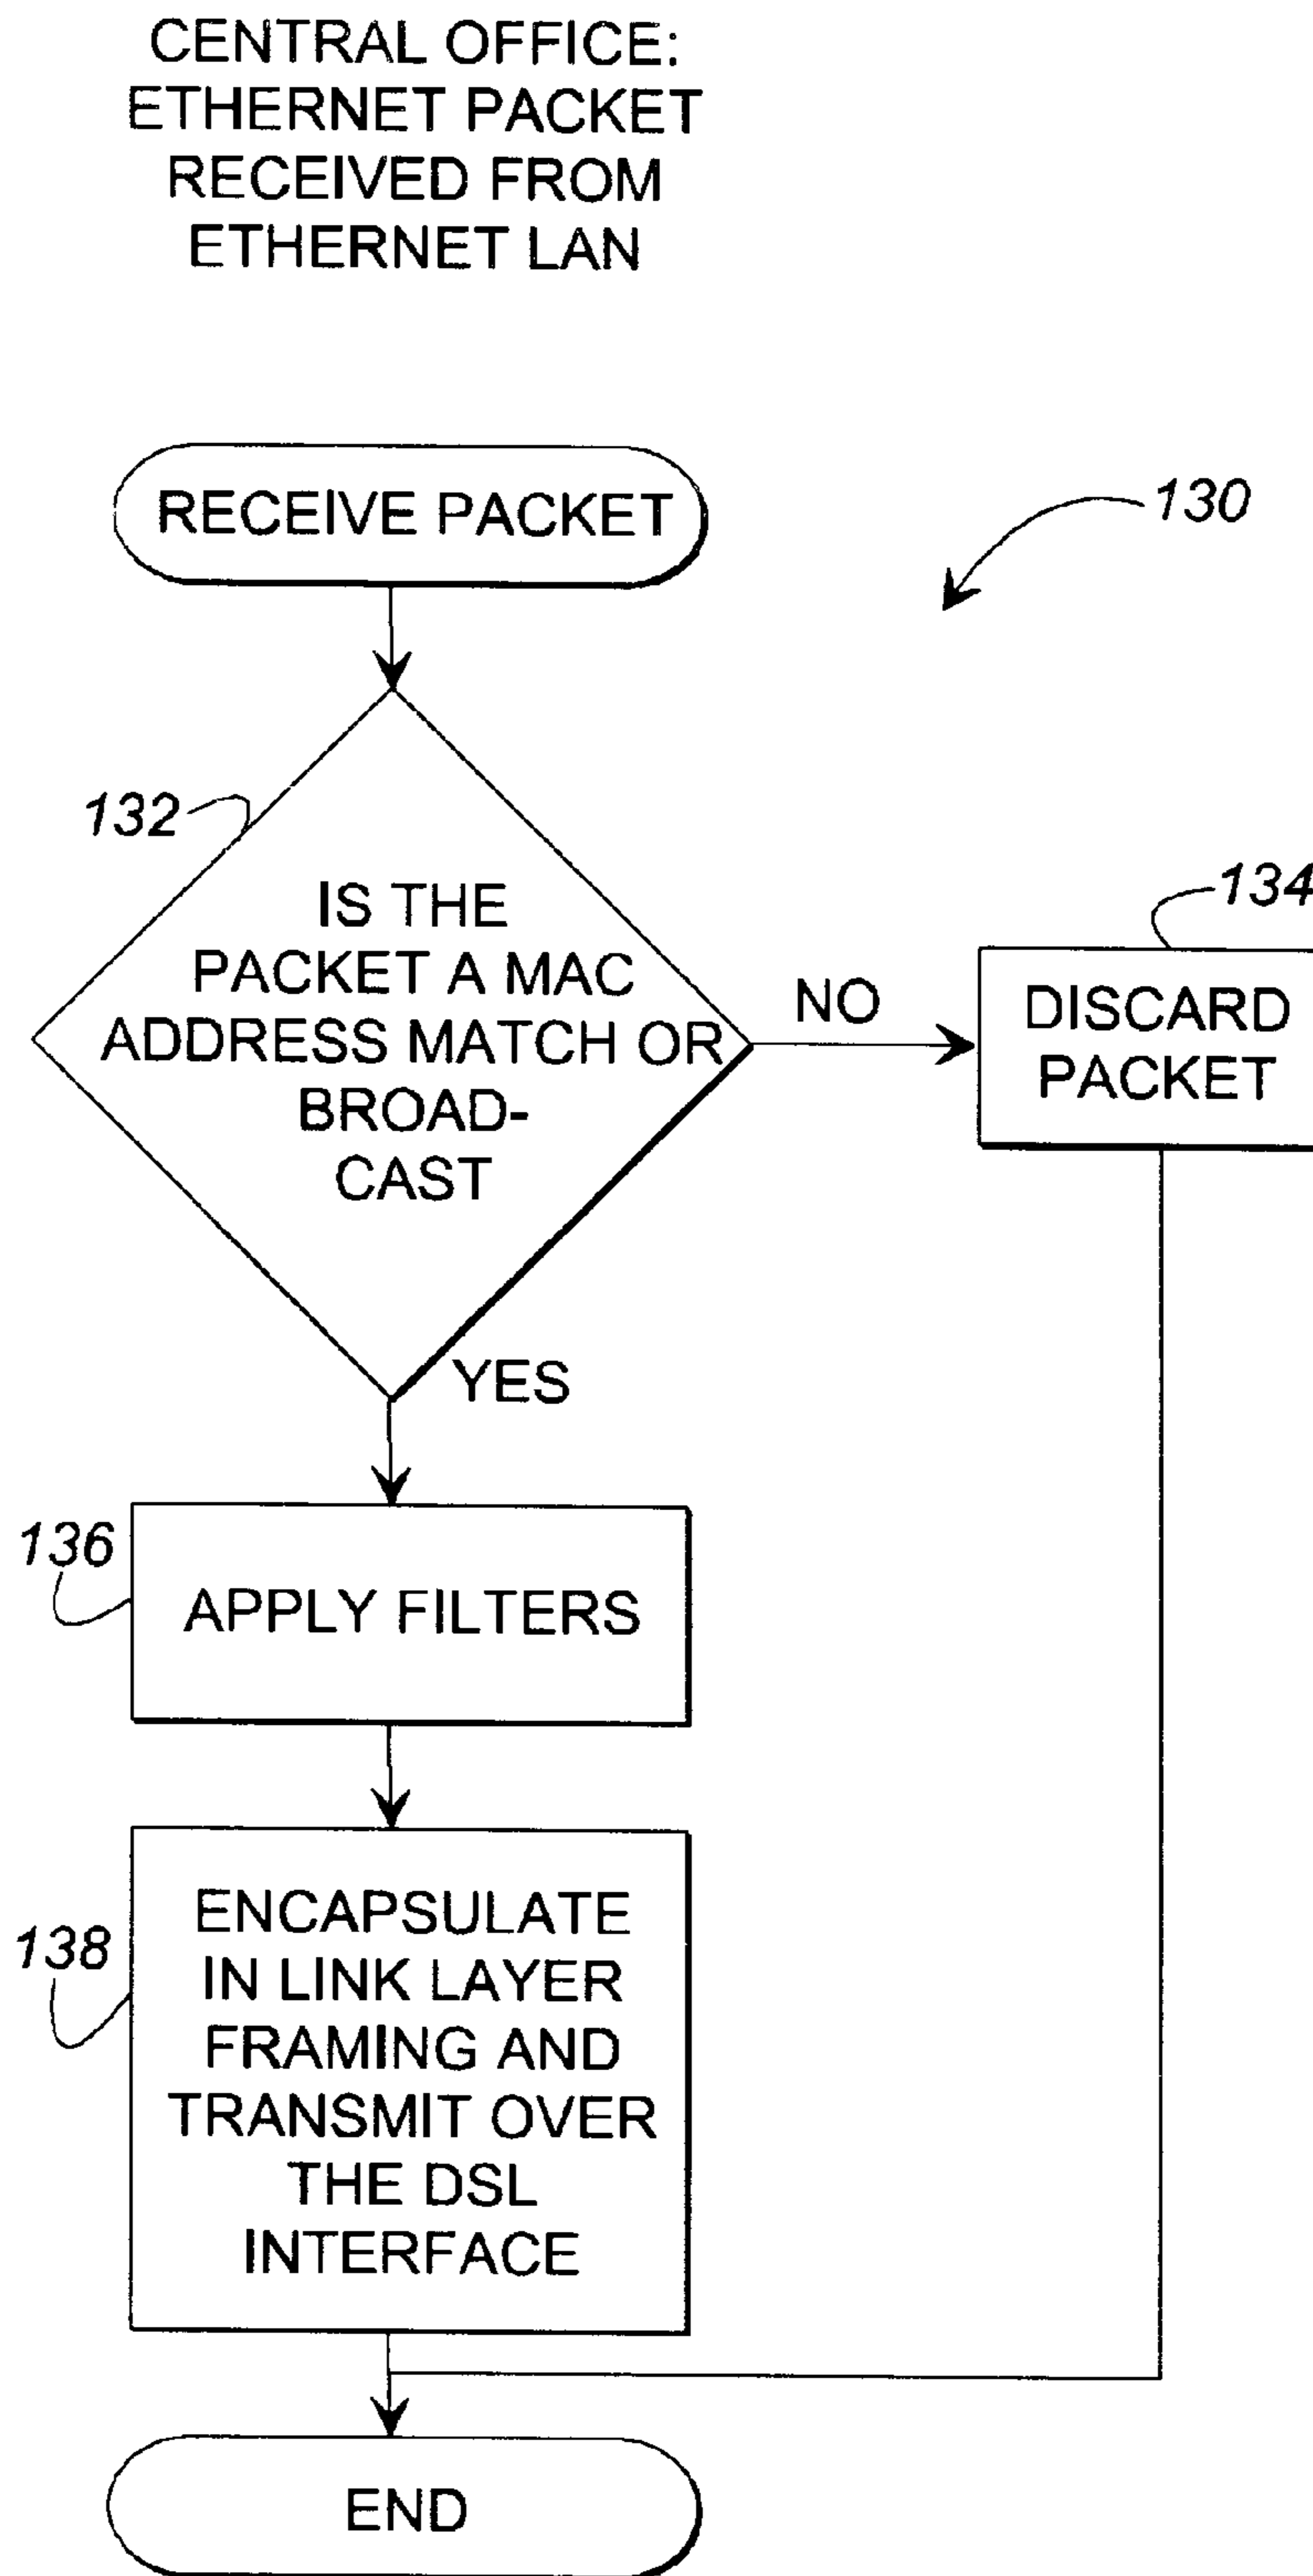 CENTRAL OFFICE:
ETHERNET PACKET
RECEIVED FROM
ETHERNET LAN
RECEIVE PACKET
130
132
IS THE
PACKET A MAC
ADDRESS MATCH OR
BROAD-
CAST
NO
134
DISCARD
PACKET
YES
136
APPLY FILTERS
138
ENCAPSULATE
IN LINK LAYER
FRAMING AND
TRANSMIT OVER
THE DSL
INTERFACE
END